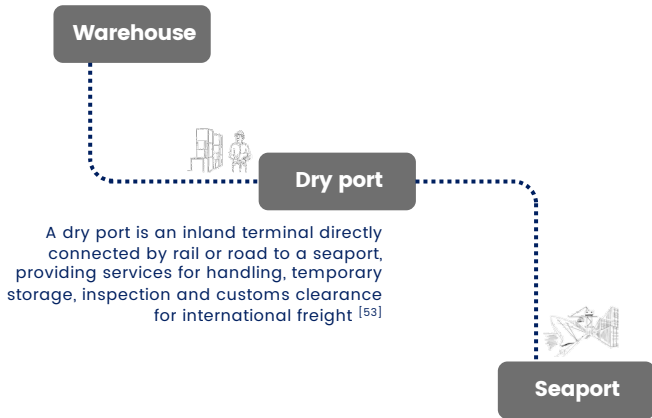 Warehouse
Dry port
A dry port is an inland terminal directly
connected by rail or road to a seaport,
providing services for handling, temporary
storage, inspection and customs clearance
for international freight [53]
Seaport